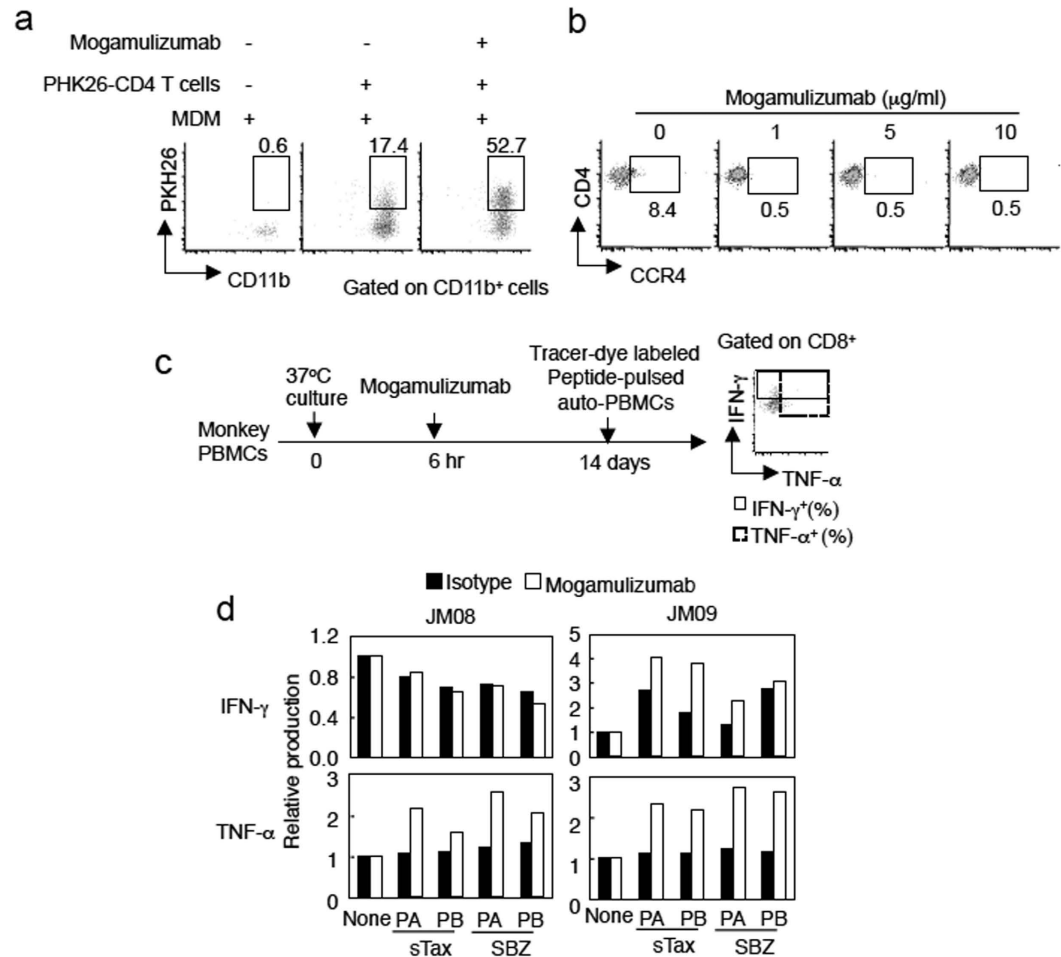 a
Mogamulizumab - - +
PHK26-CD4 T cells - + +
MDM + + +
0.6 17.4 52.7
PKH26
CD11b
Gated on CD11b+ cells
b
Mogamulizumab (μg/ml)
0 1 5 10
CD4
8.4 0.5 0.5 0.5
CCR4
c
37ºC
culture
Mogamulizumab
Tracer-dye labeled
Peptide-pulsed
auto-PBMCs
Monkey
PBMCs
0 6 hr 14 days
Gated on CD8+
IFN-γ
TNF-α
IFN-γ+(%)
TNF-α+ (%)
Isotype Mogamulizumab
d
JM08 JM09
IFN-γ
TNF-α
Relative production
1.2
0.8
0.4
0.0
5
4
3
2
1
0
3
2
1
0
3
2
1
0
None PA PB PA PB
sTax SBZ
None PA PB PA PB
sTax SBZ